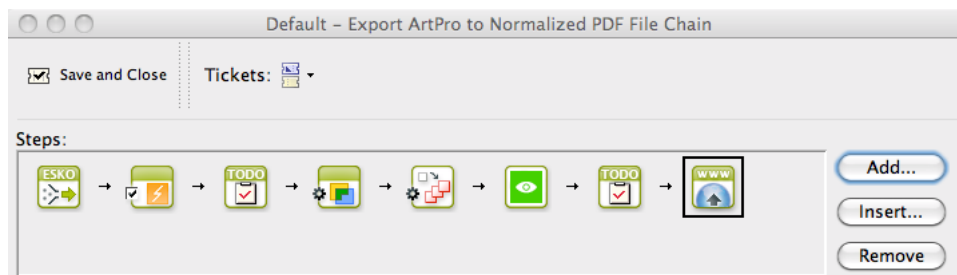 Default – Export ArtPro to Normalized PDF File Chain
Save and Close
Tickets:
Steps:
ESKO
TODO
TODO
WWW
Add...
Insert...
Remove